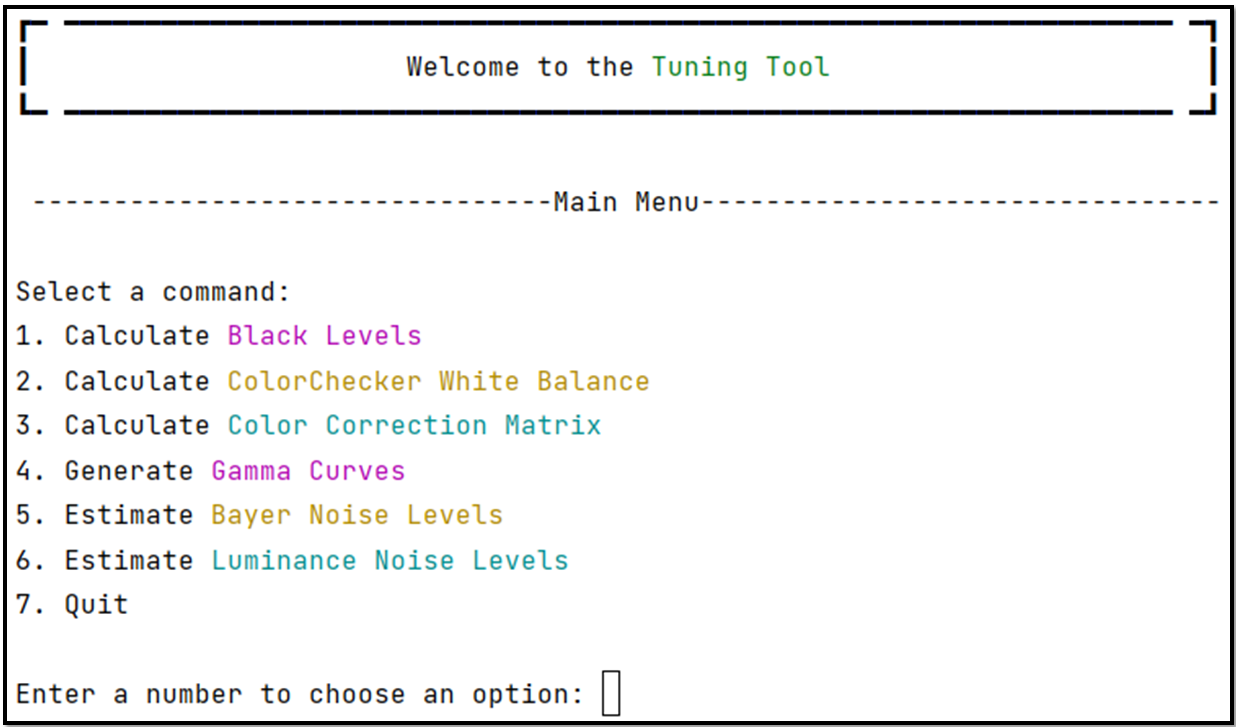 Welcome to the Tuning Tool
--------------------------------Main Menu--------------------------------
Select a command:
1. Calculate Black Levels
2. Calculate ColorChecker White Balance
3. Calculate Color Correction Matrix
4. Generate Gamma Curves
5. Estimate Bayer Noise Levels
6. Estimate Luminance Noise Levels
7. Quit
Enter a number to choose an option: